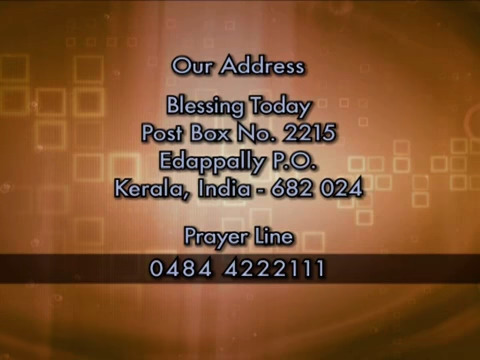 Our Address
Blessing Today
Post Box No. 2215
Edappally P.O.
Kerala, India - 682 024
Prayer Line
0484 4222111